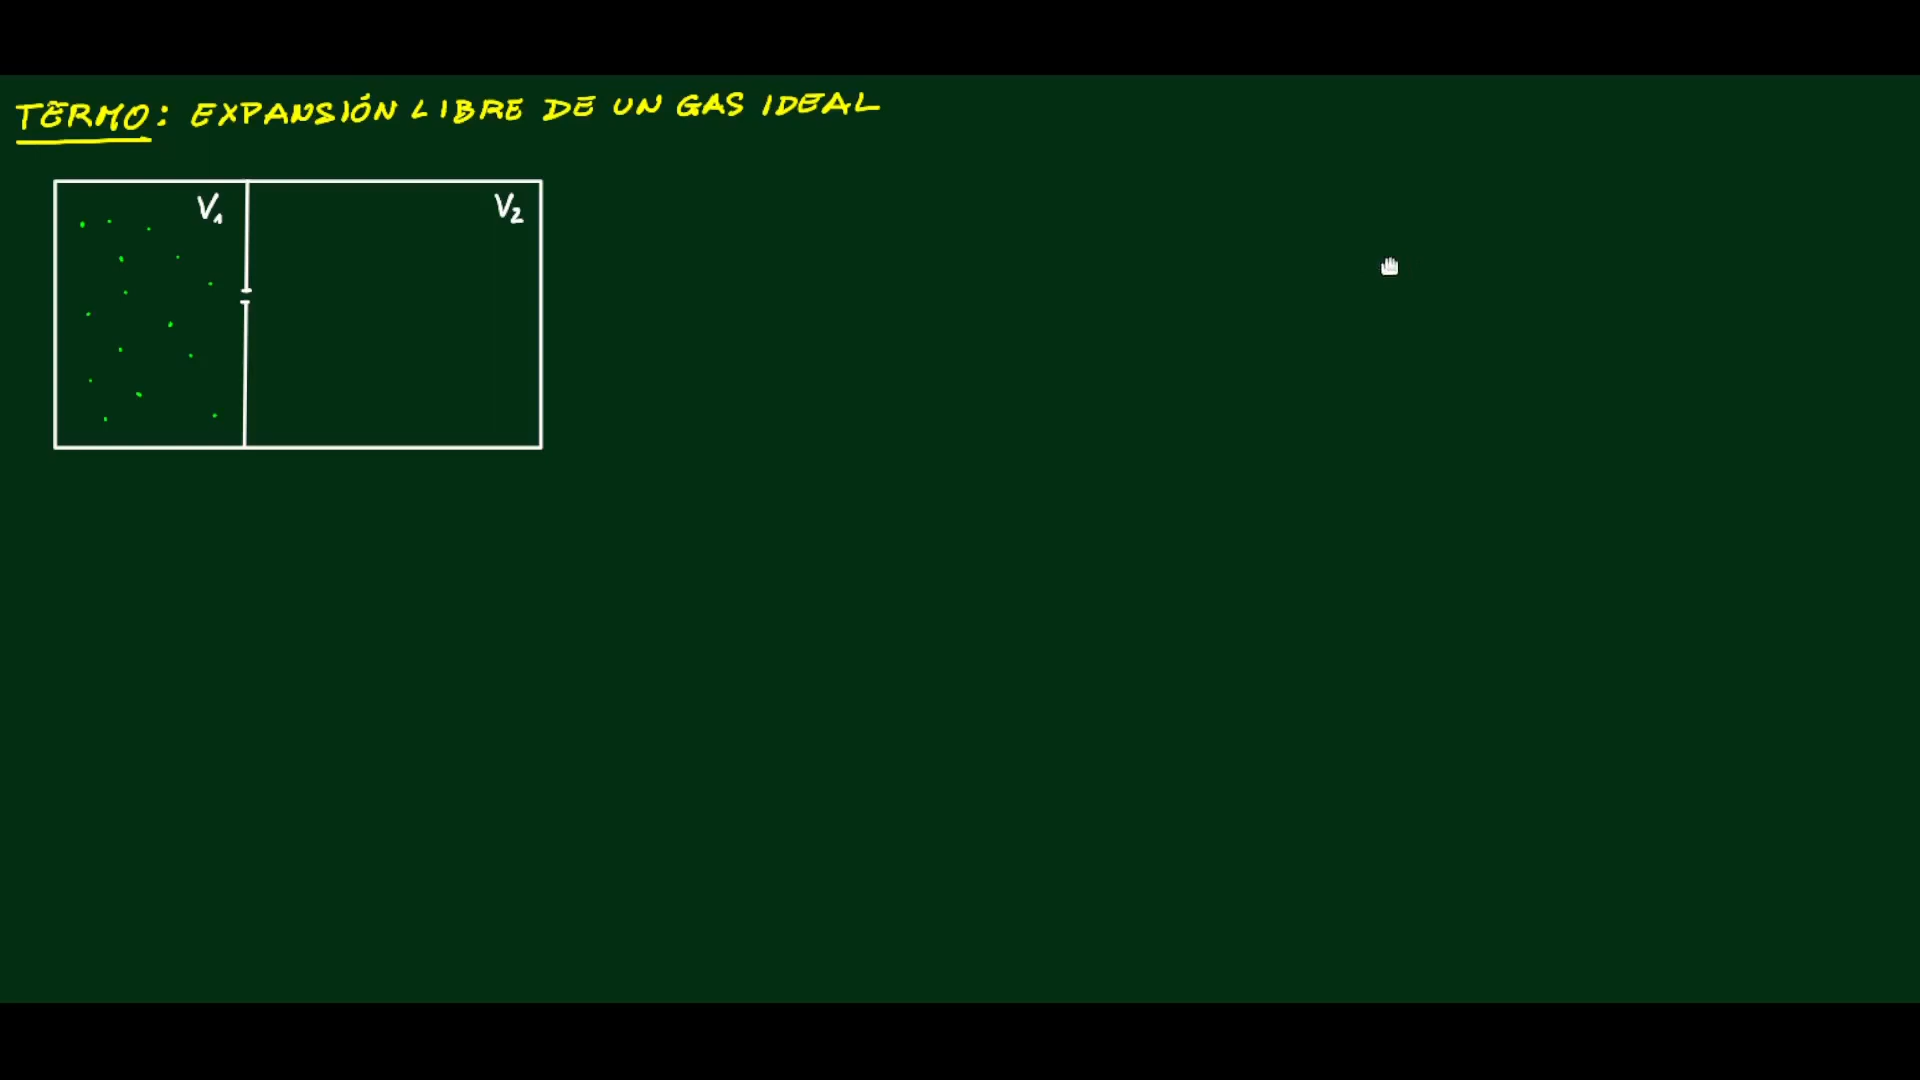 TERMO: EXPANSIÓN LIBRE DE UN GAS IDEAL
V₁ V₂